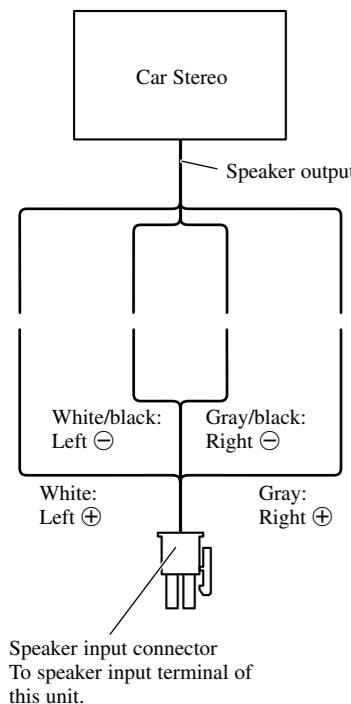 Car Stereo
Speaker output
White/black:
Left ⊖
Gray/black:
Right ⊖
White:
Left ⊕
Gray:
Right ⊕
Speaker input connector
To speaker input terminal of
this unit.